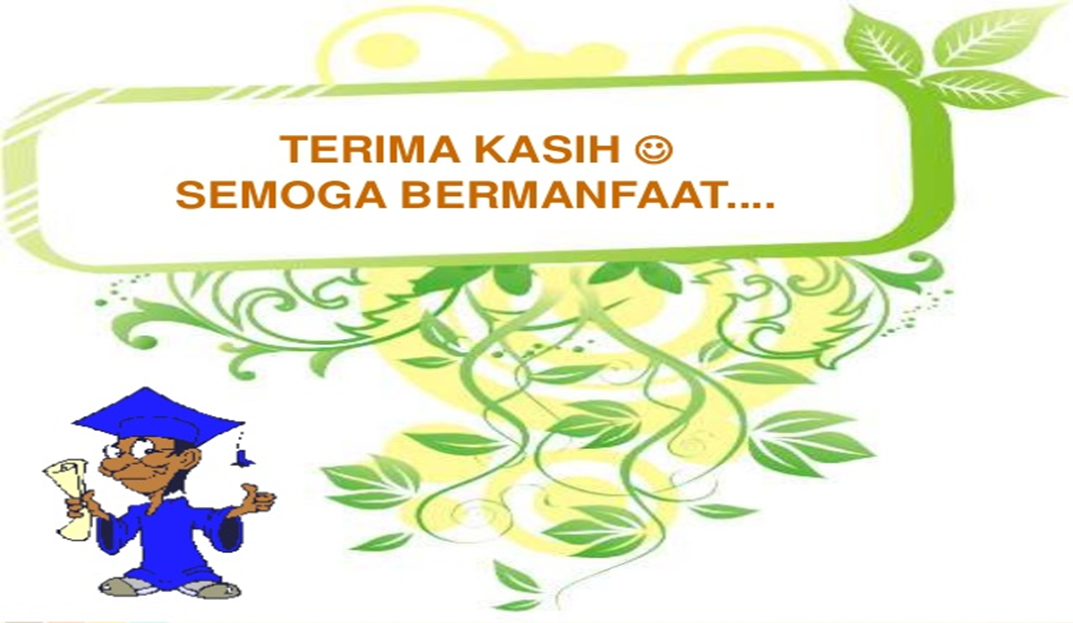 TERIMA KASIH ☺
SEMOGA BERMANFAAT....